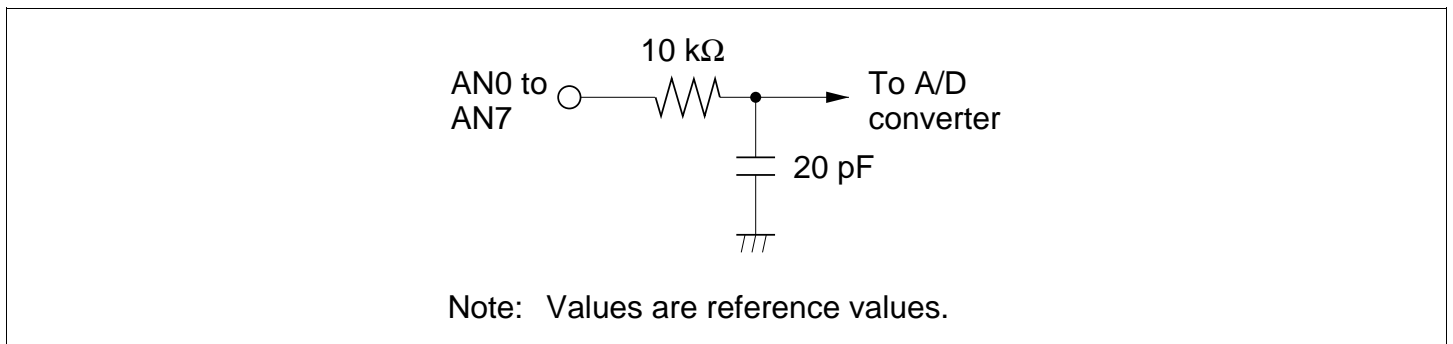 10 kΩ
AN0 to
AN7
To A/D
converter
20 pF
Note: Values are reference values.